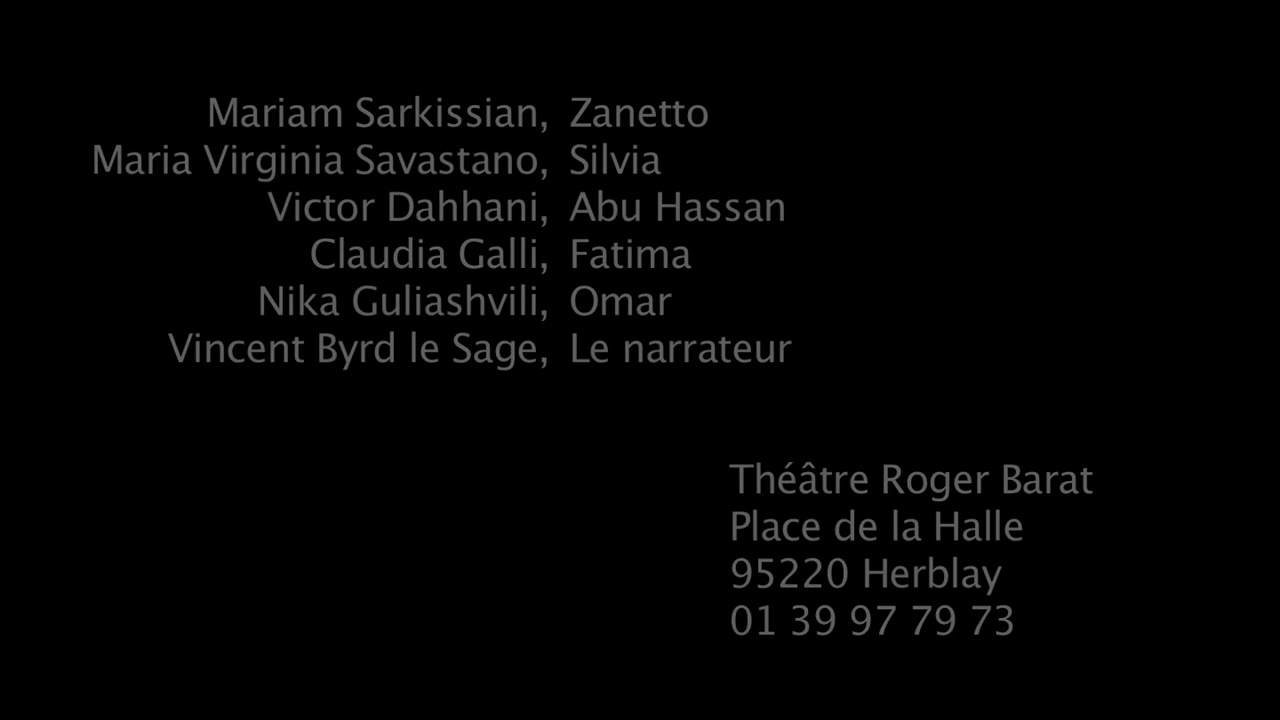 Mariam Sarkissian, Zanetto
Maria Virginia Savastano, Silvia
Victor Dahhani, Abu Hassan
Claudia Galli, Fatima
Nika Guliashvili, Omar
Vincent Byrd le Sage, Le narrateur
Théâtre Roger Barat
Place de la Halle
95220 Herblay
01 39 97 79 73